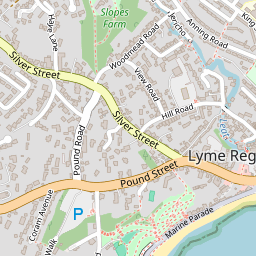 Slopes
Farm
Haye Lane
Woodmead Road
Jericho
Anning Road
Silver Street
View Road
Hill Road
Pound Road
Silver Street
Lyme Reg
Pound Street
Coram Avenue
Walk
P
Marine Parade